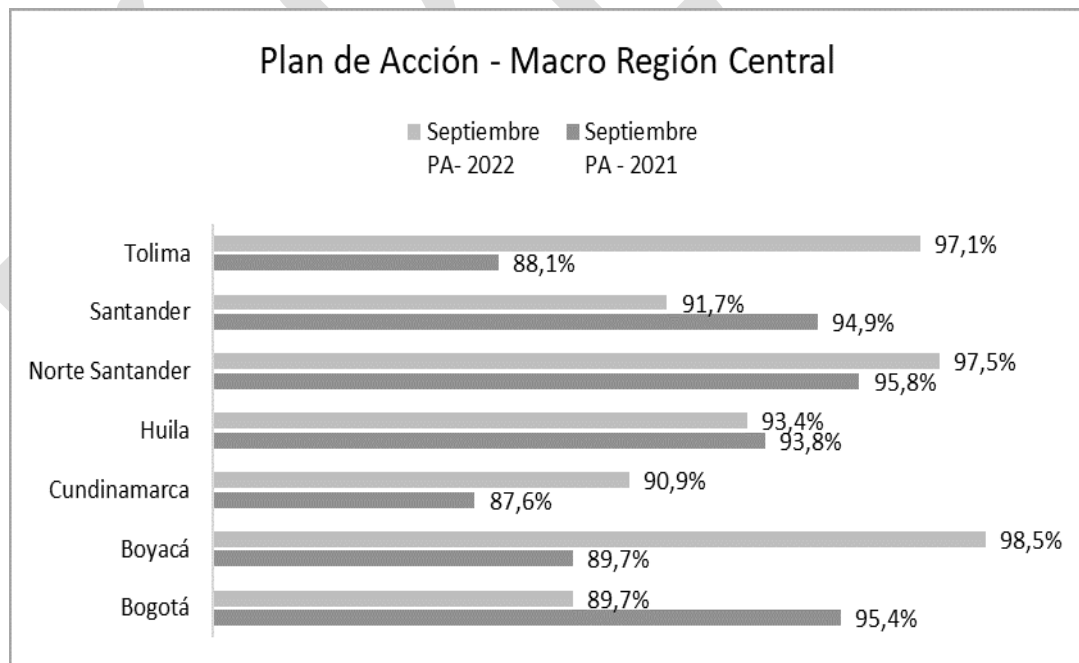 Plan de Acción - Macro Región Central
Septiembre PA- 2022
Septiembre PA - 2021
Tolima
97,1%
88,1%
Santander
91,7%
94,9%
Norte Santander
97,5%
95,8%
Huila
93,4%
93,8%
Cundinamarca
90,9%
87,6%
Boyacá
98,5%
89,7%
Bogotá
89,7%
95,4%